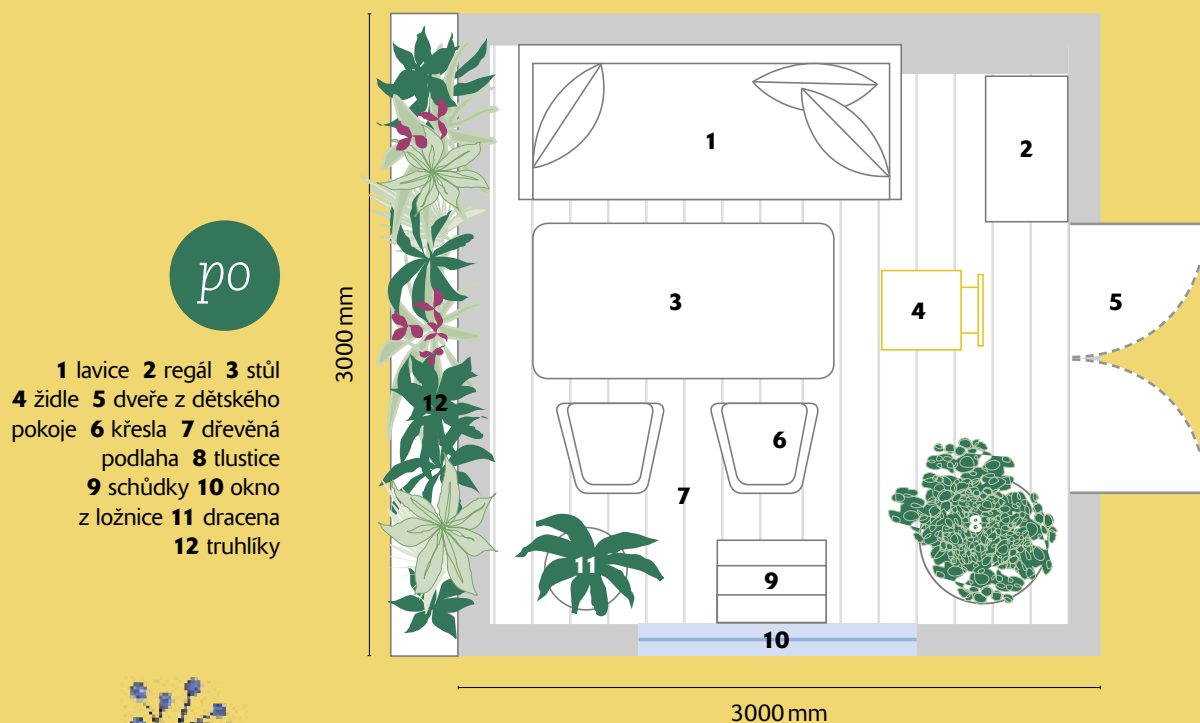 po
1 lavice 2 regál 3 stůl
4 židle 5 dveře z dětského
pokoje 6 křesla 7 dřevěná
podlaha 8 tlustice
9 schůdky 10 okno
z ložnice 11 dracena
12 truhlíky
3000 mm
1
2
3
4
5
12
6
7
8
11
9
10
3000 mm